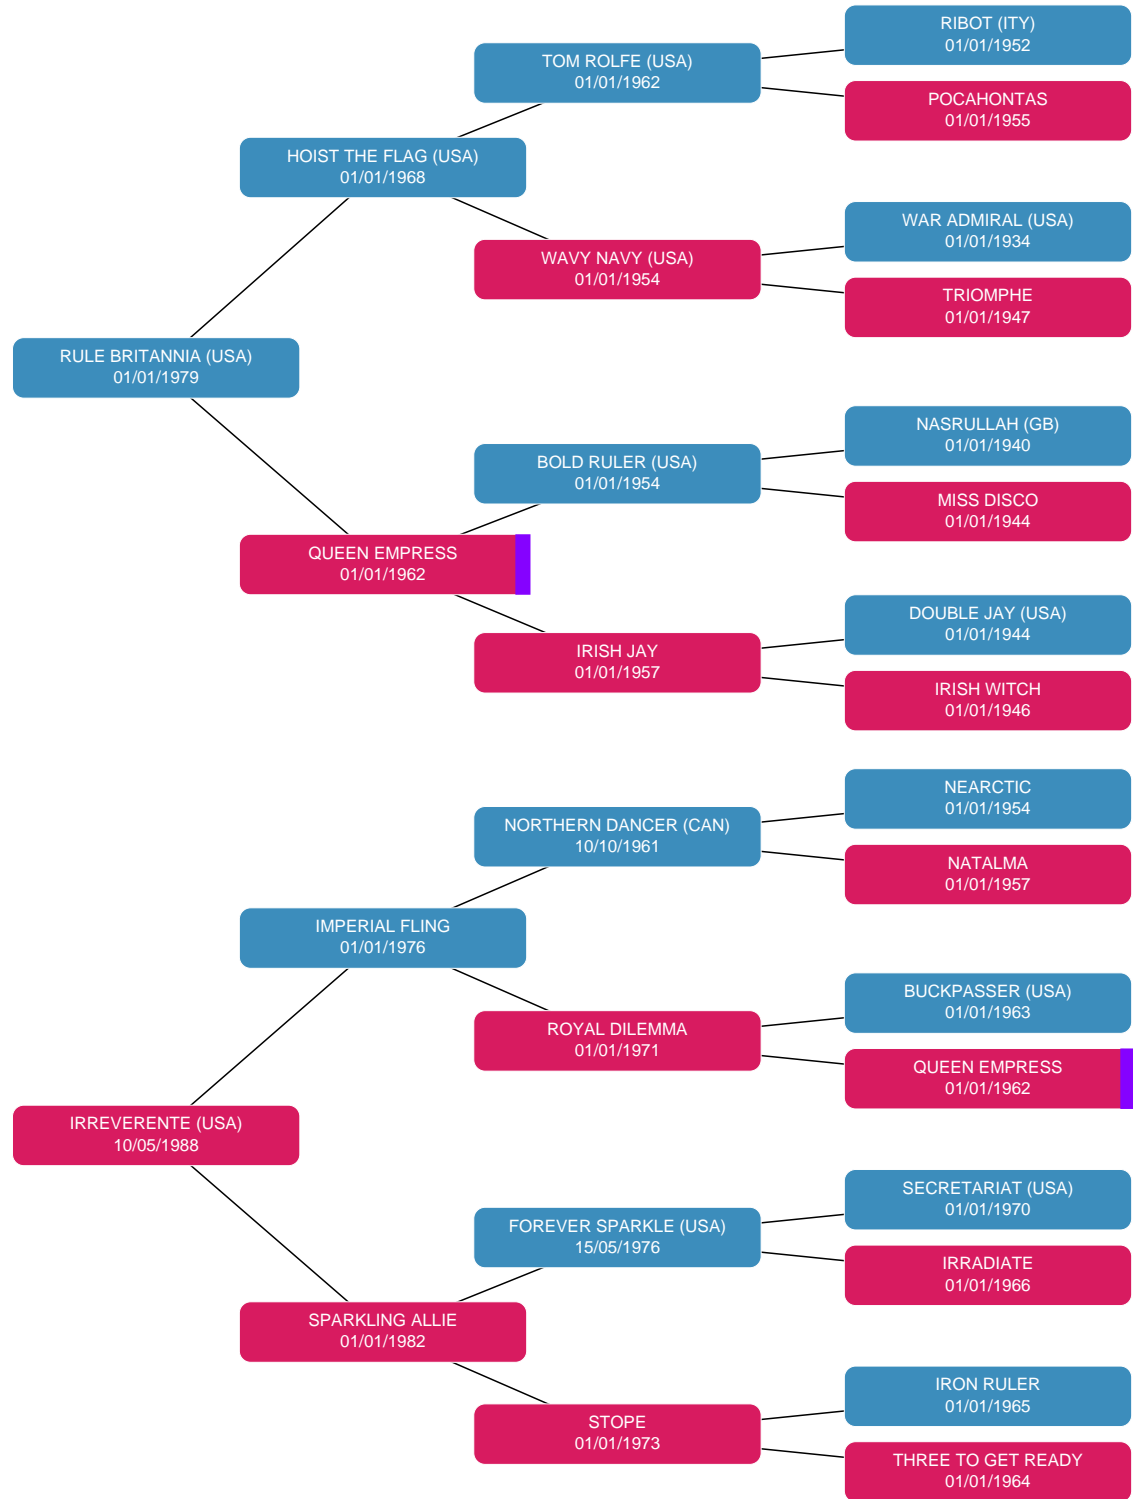 RIBOT (ITY)
01/01/1952
TOM ROLFE (USA)
01/01/1962
POCAHONTAS
01/01/1955
HOIST THE FLAG (USA)
01/01/1968
WAR ADMIRAL (USA)
01/01/1934
WAVY NAVY (USA)
01/01/1954
TRIOMPHE
01/01/1947
RULE BRITANNIA (USA)
01/01/1979
NASRULLAH (GB)
01/01/1940
BOLD RULER (USA)
01/01/1954
MISS DISCO
01/01/1944
QUEEN EMPRESS
01/01/1962
DOUBLE JAY (USA)
01/01/1944
IRISH JAY
01/01/1957
IRISH WITCH
01/01/1946
NEARCTIC
01/01/1954
NORTHERN DANCER (CAN)
10/10/1961
NATALMA
01/01/1957
IMPERIAL FLING
01/01/1976
BUCKPASSER (USA)
01/01/1963
ROYAL DILEMMA
01/01/1971
QUEEN EMPRESS
01/01/1962
IRREVERENTE (USA)
10/05/1988
SECRETARIAT (USA)
01/01/1970
FOREVER SPARKLE (USA)
15/05/1976
IRRADIATE
01/01/1966
SPARKLING ALLIE
01/01/1982
IRON RULER
01/01/1965
STOPE
01/01/1973
THREE TO GET READY
01/01/1964